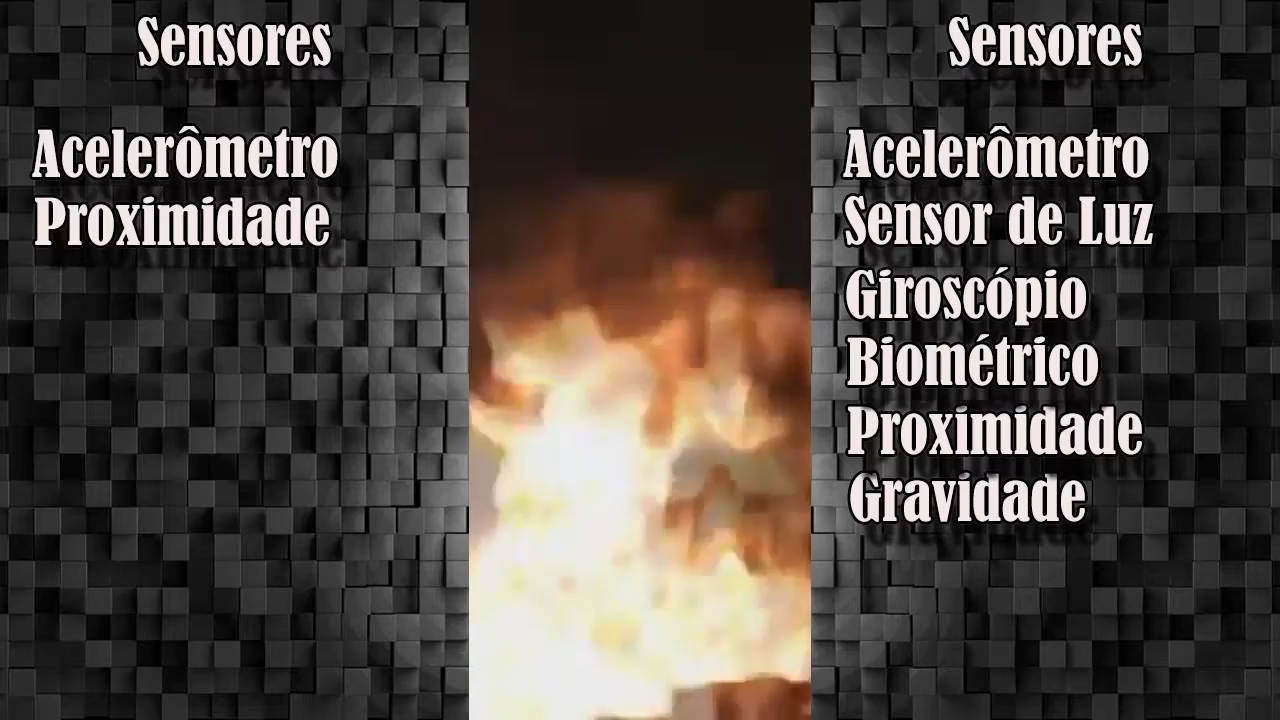 Sensores
Acelerômetro
Proximidade
Sensores
Acelerômetro
Sensor de Luz
Giroscópio
Biométrico
Proximidade
Gravidade